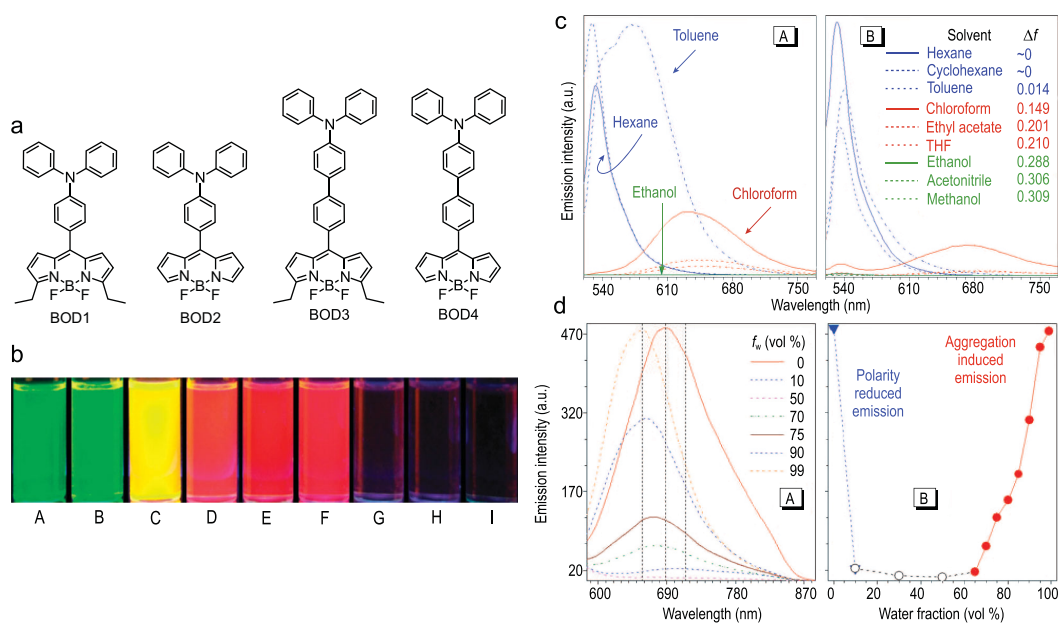 a
N
N
B
F
F
BOD1
N
N
N
B
F
F
BOD2
N
N
N
B
F
F
BOD3
N
N
N
B
F
F
BOD4
N
N
b
A B C D E F G H I
c
Emission intensity (a.u.)
A
Toluene
Hexane
Ethanol
Chloroform
540 610 680 750
B
Solvent Δf
Hexane ~0
Cyclohexane ~0
Toluene 0.014
Chloroform 0.149
Ethyl acetate 0.201
THF 0.210
Ethanol 0.288
Acetonitrile 0.306
Methanol 0.309
540 610 680 750
Wavelength (nm)
d
Emission intensity (a.u.)
470
320
170
20
fw (vol %)
0
10
50
70
75
90
99
A
600 690 780 870
Wavelength (nm)
Polarity
reduced
emission
Aggregation
induced
emission
B
0 20 40 60 80 100
Water fraction (vol %)